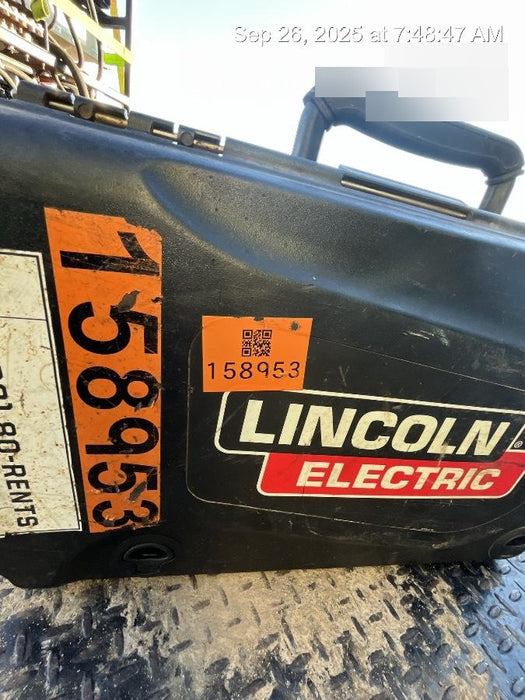 Sep 26, 2025 at 7:48:47 AM
158953
158953
LINCOLN
ELECTRIC
80-RENTS